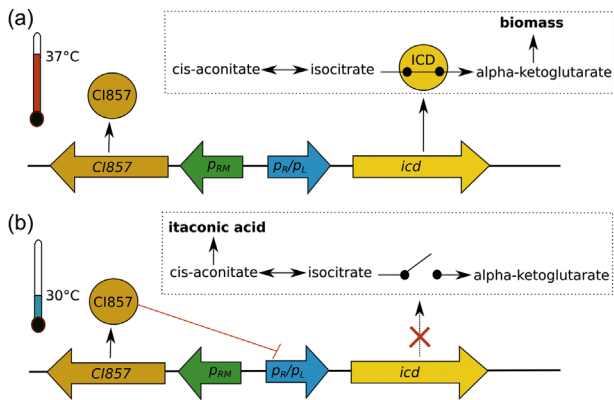 (a)
biomass
37°C
ICD
cis-aconitate
isocitrate
alpha-ketoglutarate
CI857
CI857
pRM
pR/pL
icd
(b)
itaconic acid
30°C
cis-aconitate
isocitrate
alpha-ketoglutarate
CI857
CI857
pRM
pR/pL
icd